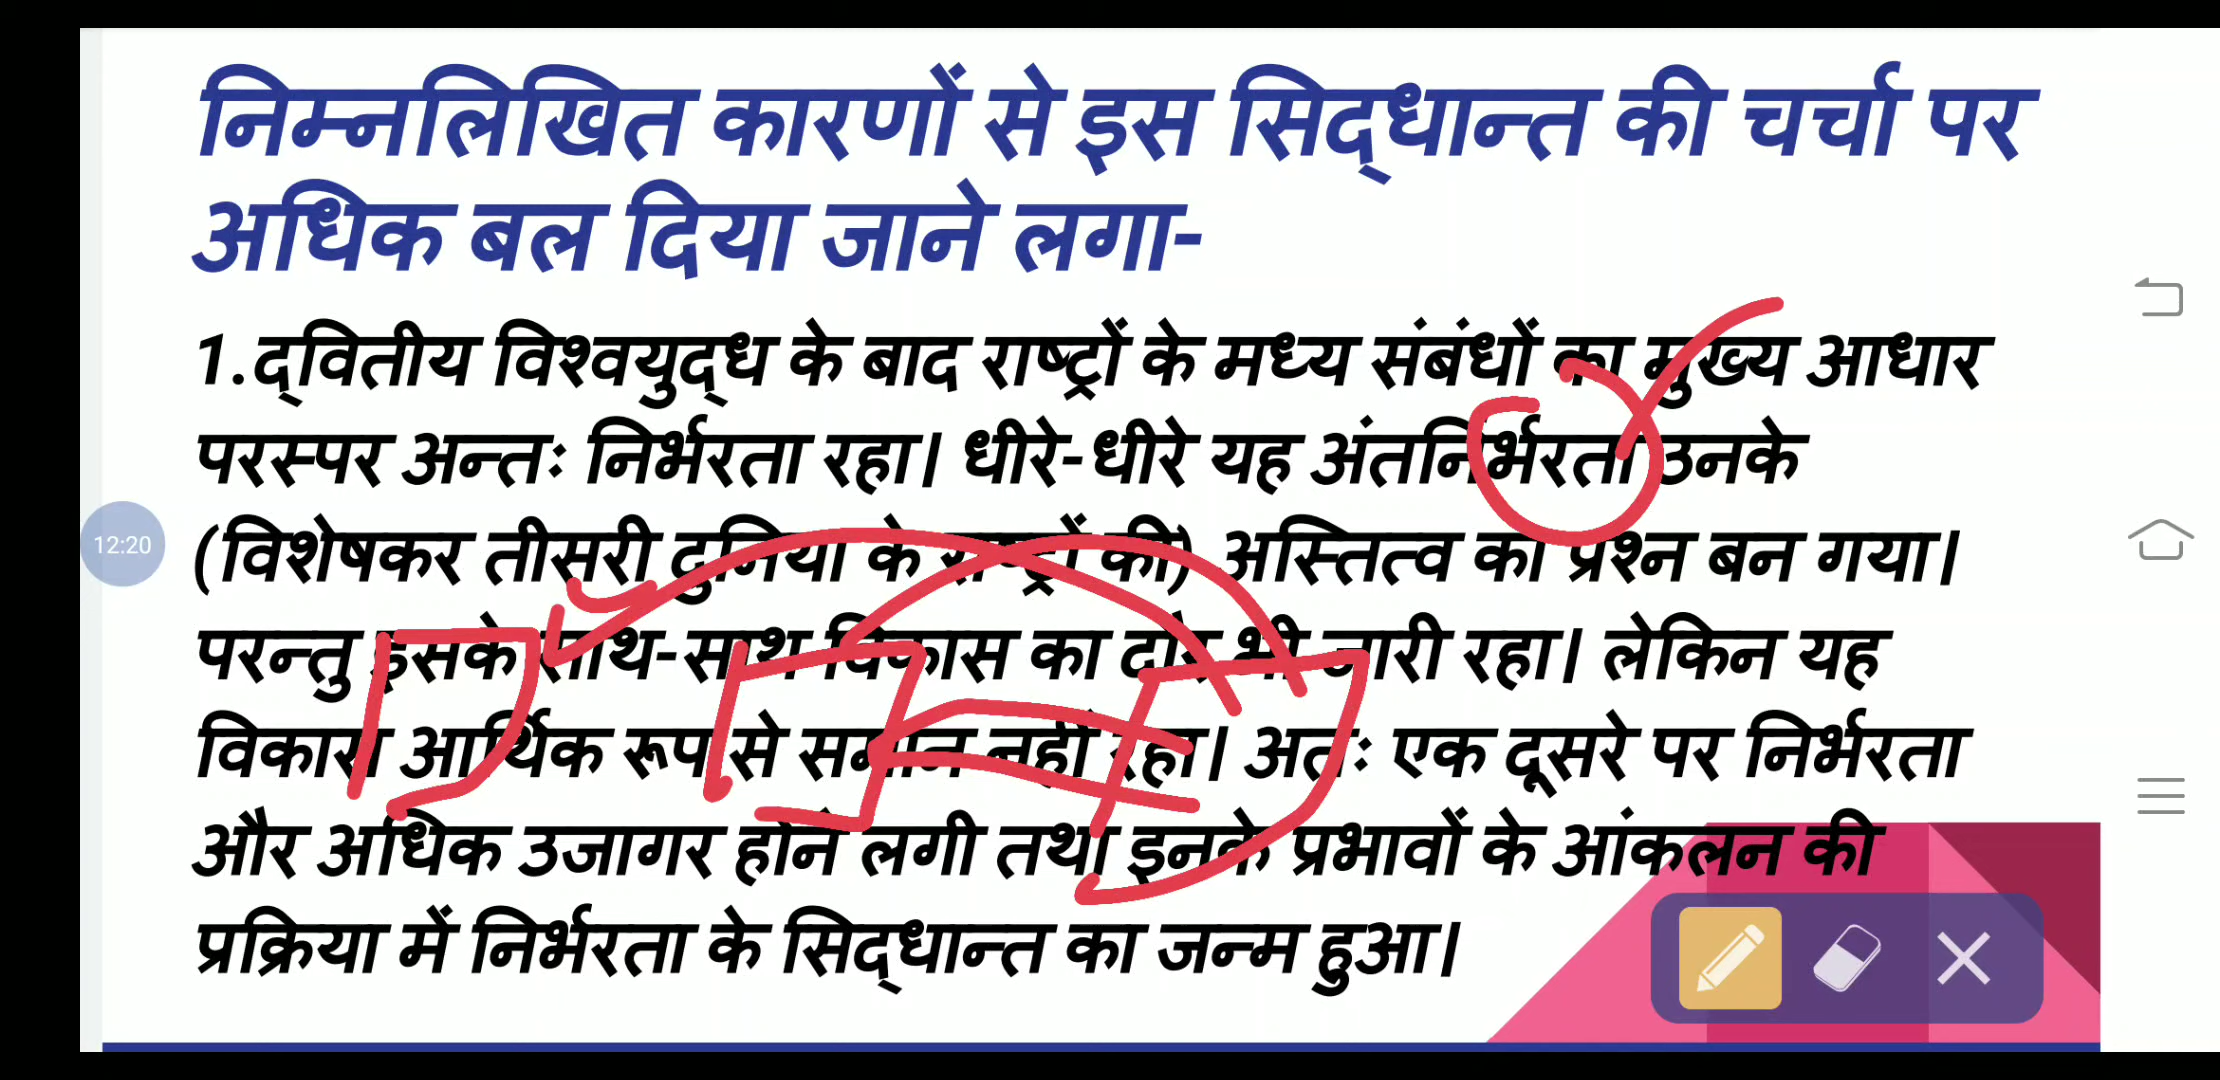 निम्नलिखित कारणों से इस सिद्धान्त की चर्चा पर
अधिक बल दिया जाने लगा-
1.द्वितीय विश्वयुद्ध के बाद राष्ट्रों के मध्य संबंधों का मुख्य आधार
परस्पर अन्तः निर्भरता रहा। धीरे-धीरे यह अंतनिर्भरता उनके
(विशेषकर तीसरी दुनिया के राष्ट्रों की) अस्तित्व का प्रश्न बन गया।
परन्तु इसके साथ-साथ विकास का दौर भी जारी रहा। लेकिन यह
विकास आर्थिक रूप से समान नहीं रहा। अतः एक दूसरे पर निर्भरता
और अधिक उजागर होने लगी तथा इनके प्रभावों के आंकलन की
प्रक्रिया में निर्भरता के सिद्धान्त का जन्म हुआ।
12:20